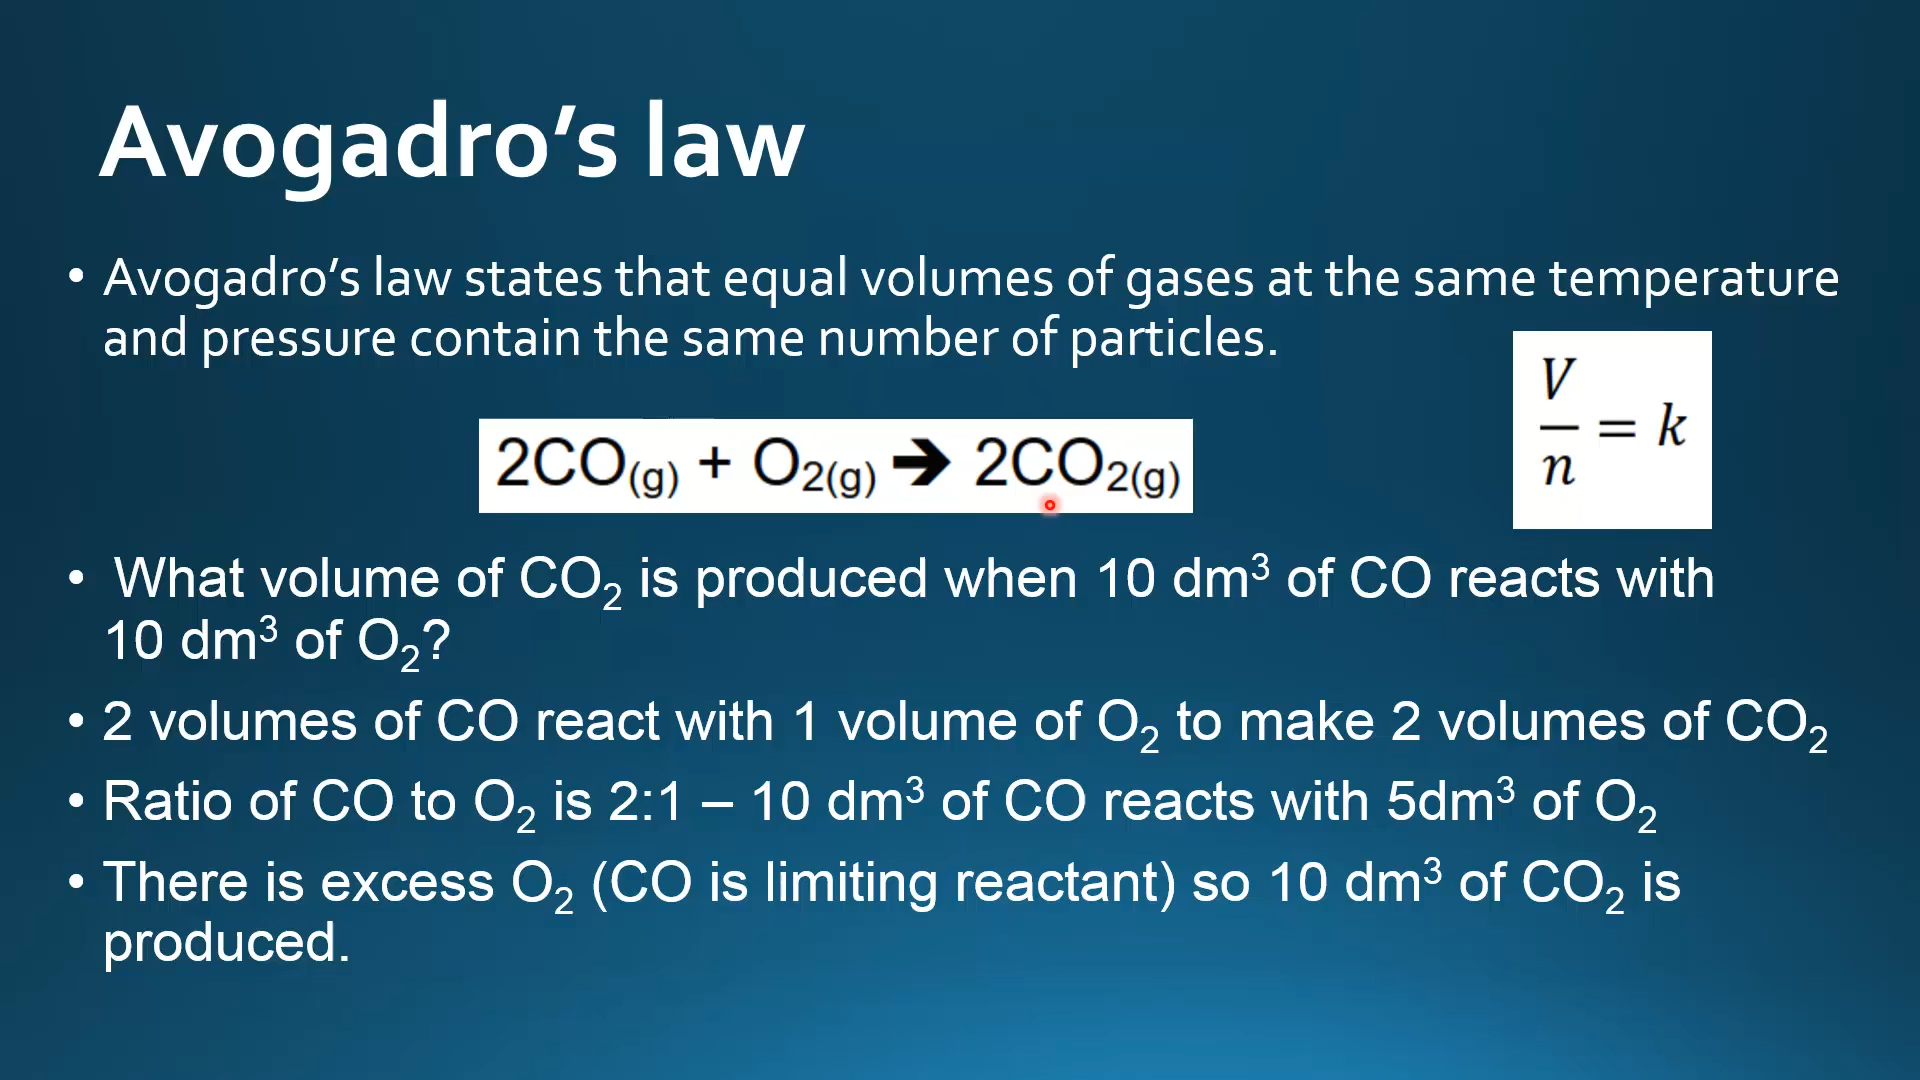 Avogadro’s law
• Avogadro’s law states that equal volumes of gases at the same temperature
and pressure contain the same number of particles.
V/n = k
2CO(g) + O2(g) ➔ 2CO2(g)
• What volume of CO₂ is produced when 10 dm³ of CO reacts with
10 dm³ of O₂?
• 2 volumes of CO react with 1 volume of O₂ to make 2 volumes of CO₂
• Ratio of CO to O₂ is 2:1 – 10 dm³ of CO reacts with 5dm³ of O₂
• There is excess O₂ (CO is limiting reactant) so 10 dm³ of CO₂ is
produced.